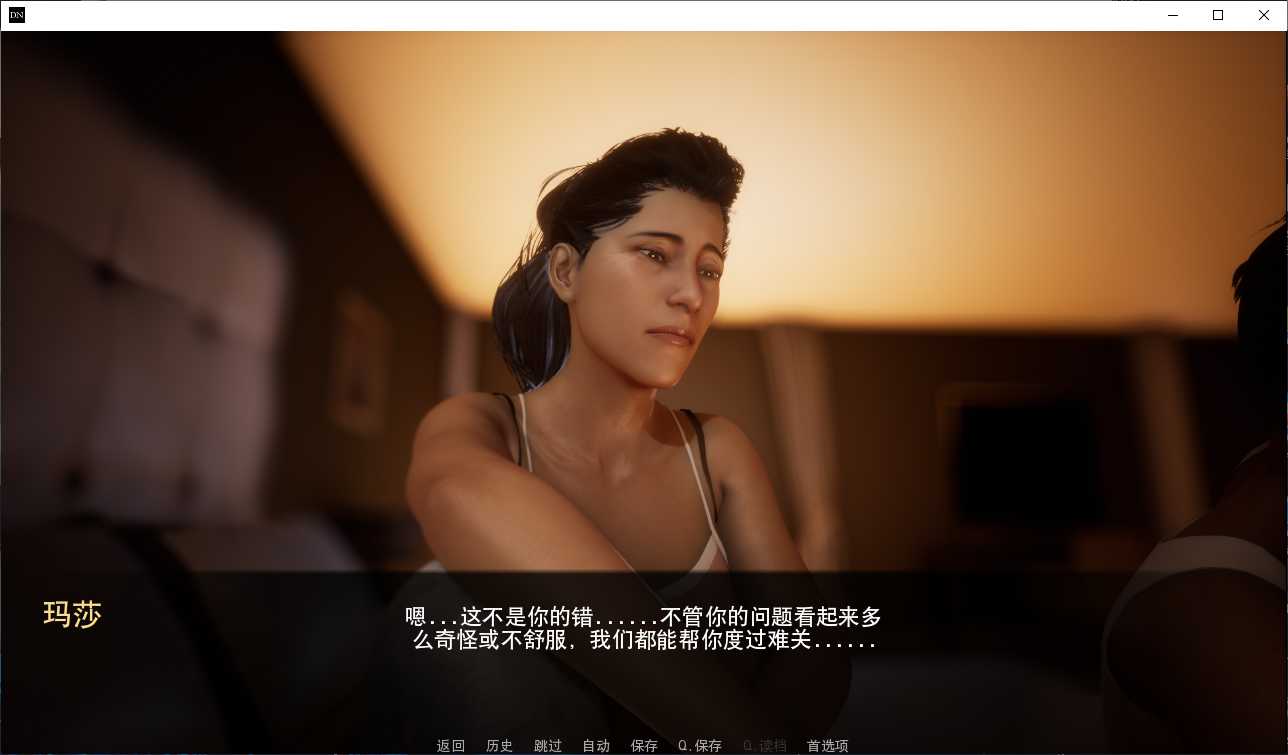 DN
玛莎
嗯...这不是你的错......不管你的问题看起来多
么奇怪或不舒服，我们都能帮你度过难关......
返回 历史 跳过 自动 保存 Q.保存 Q.读档 首选项